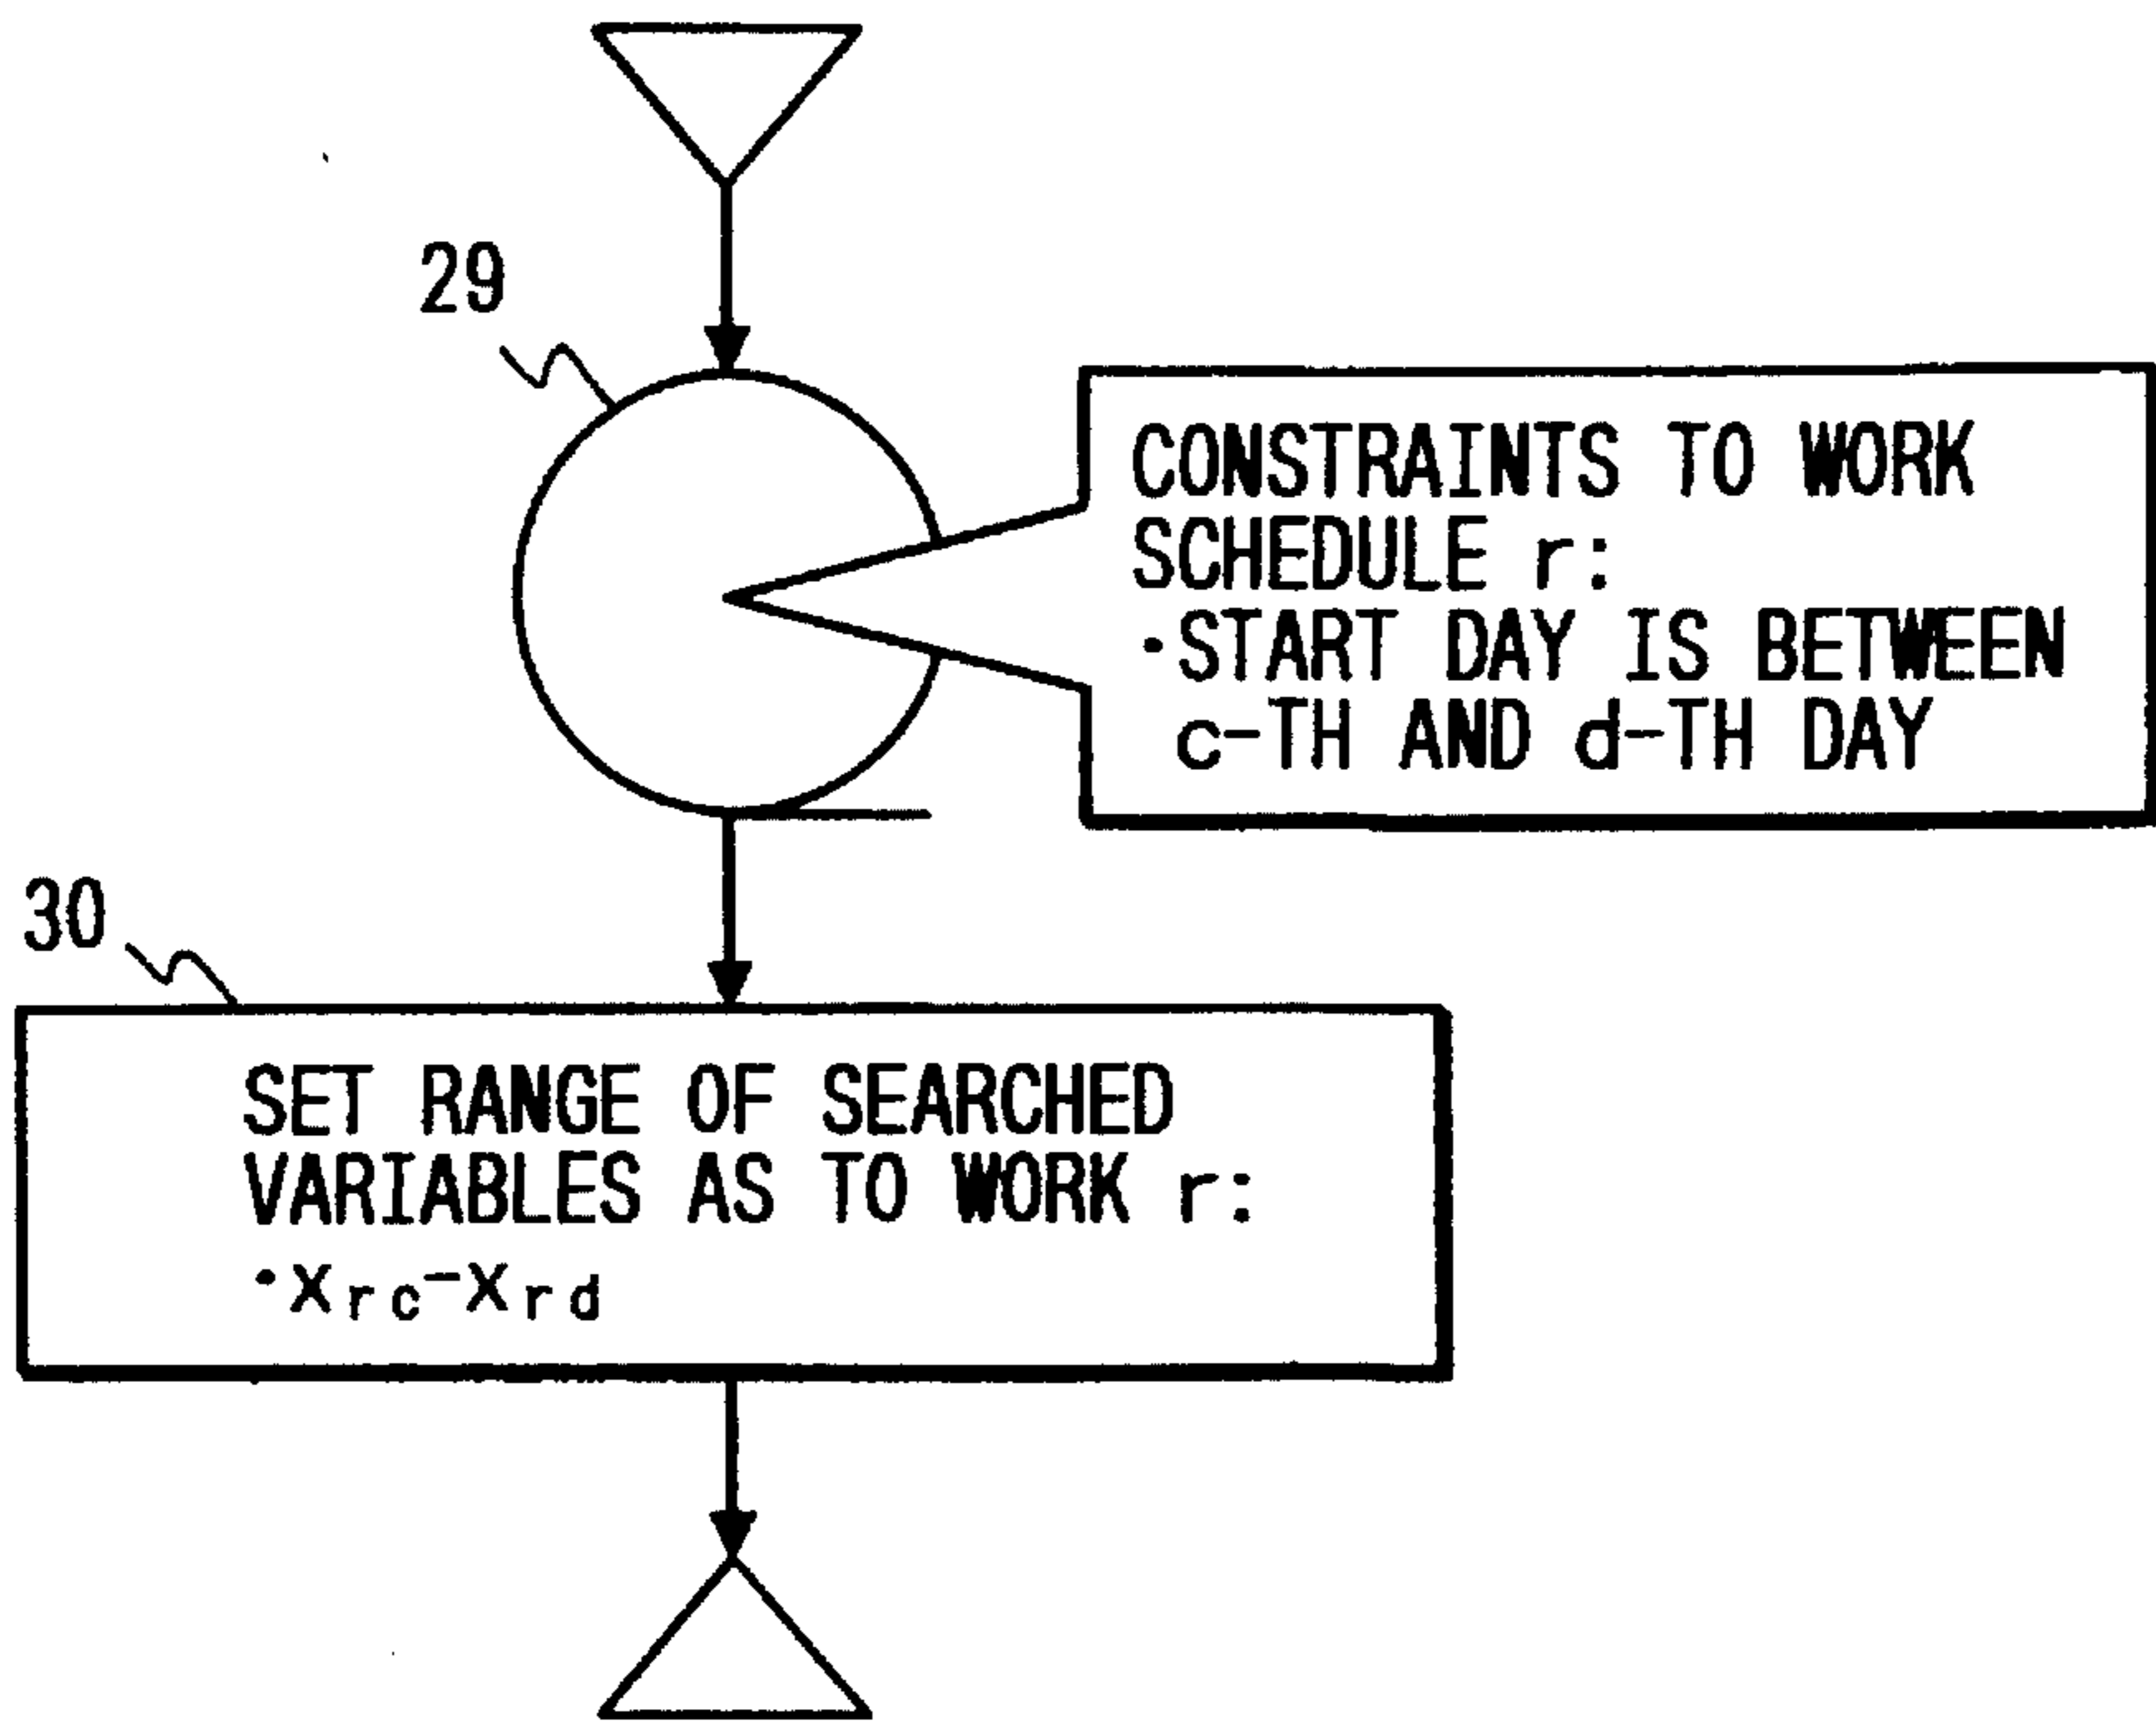 29
CONSTRAINTS TO WORK
SCHEDULE r:
·START DAY IS BETWEEN
c-TH AND d-TH DAY
30
SET RANGE OF SEARCHED
VARIABLES AS TO WORK r:
·Xrc-Xrd